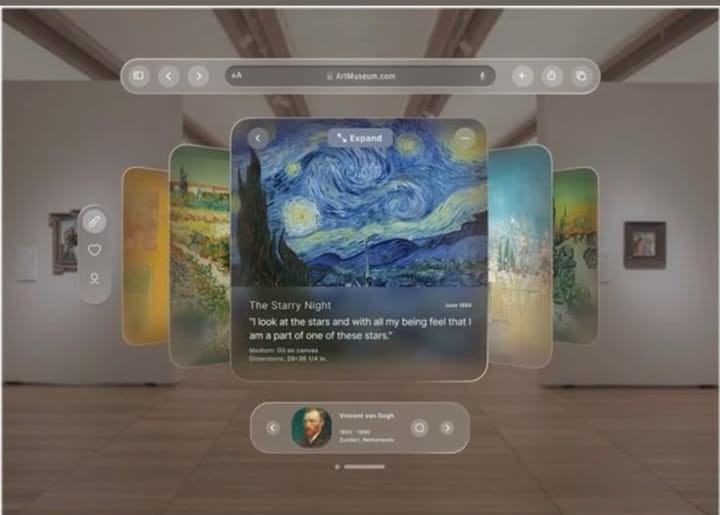 AA
ArtMuseum.com
Expand
The Starry Night
June 1889
"I look at the stars and with all my being feel that I
am a part of one of these stars."
Medium: Oil on canvas
Dimensions: 29×36 1/4 in.
Vincent van Gogh
1853 - 1890
Zundert, Netherlands